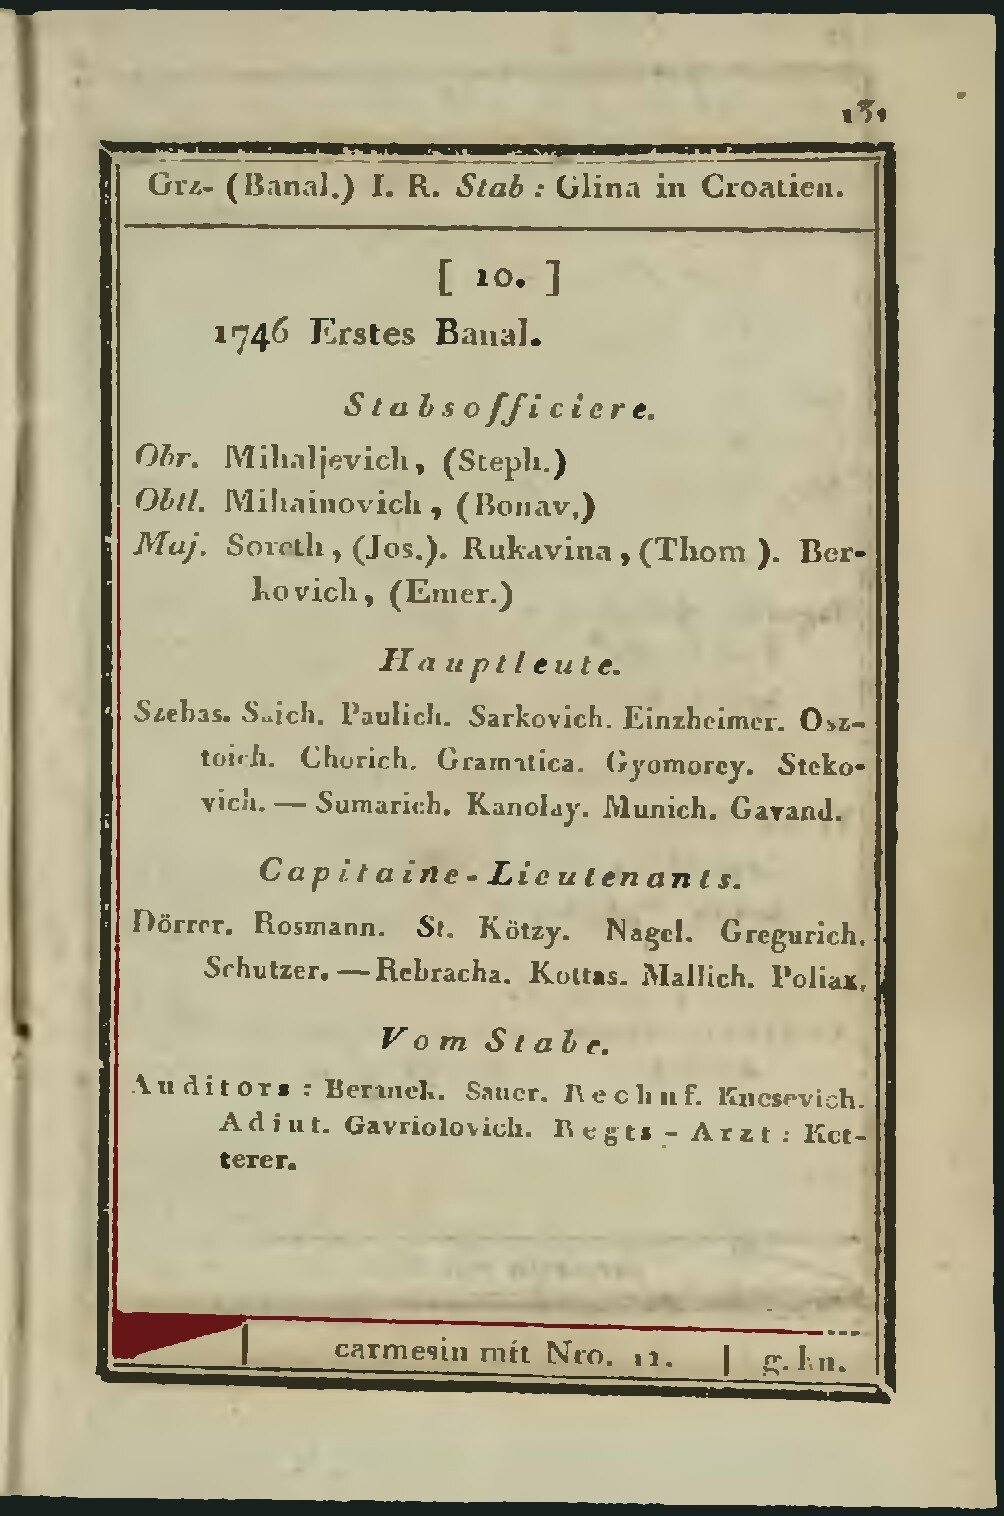 131
Grz- (Banal.) I. R. Stab: Glina in Croatien.
[ 10. ]
1746 Erstes Banal.
Stabsofficiere.
Obr. Mihaljevich, (Steph.)
Obtl. Mihainovich, (Bonav.)
Maj. Soreth, (Jos.). Rukavina, (Thom ). Ber-
kovich, (Emer.)
Hauptleute.
Szebas. Paulich. Sarkovich. Einzheimer. Osz-
toich. Chorich. Gramatica. Gyomorey. Steko-
vich. — Sumarich. Kanolay. Munich. Gavand.
Capitaine-Lieutenants.
Dörrer. Rosmann. St. Kötzy. Nagel. Gregurich.
Schutzer. — Rebracha. Kottas. Mallich. Poliax.
Vom Stabe.
Auditors: Beranek. Sauer. Rechnf. Knesevich.
Adiut. Gavriolovich. Regts-Arzt: Ket-
terer.
carmesin mit Nro. 11. g. kn.